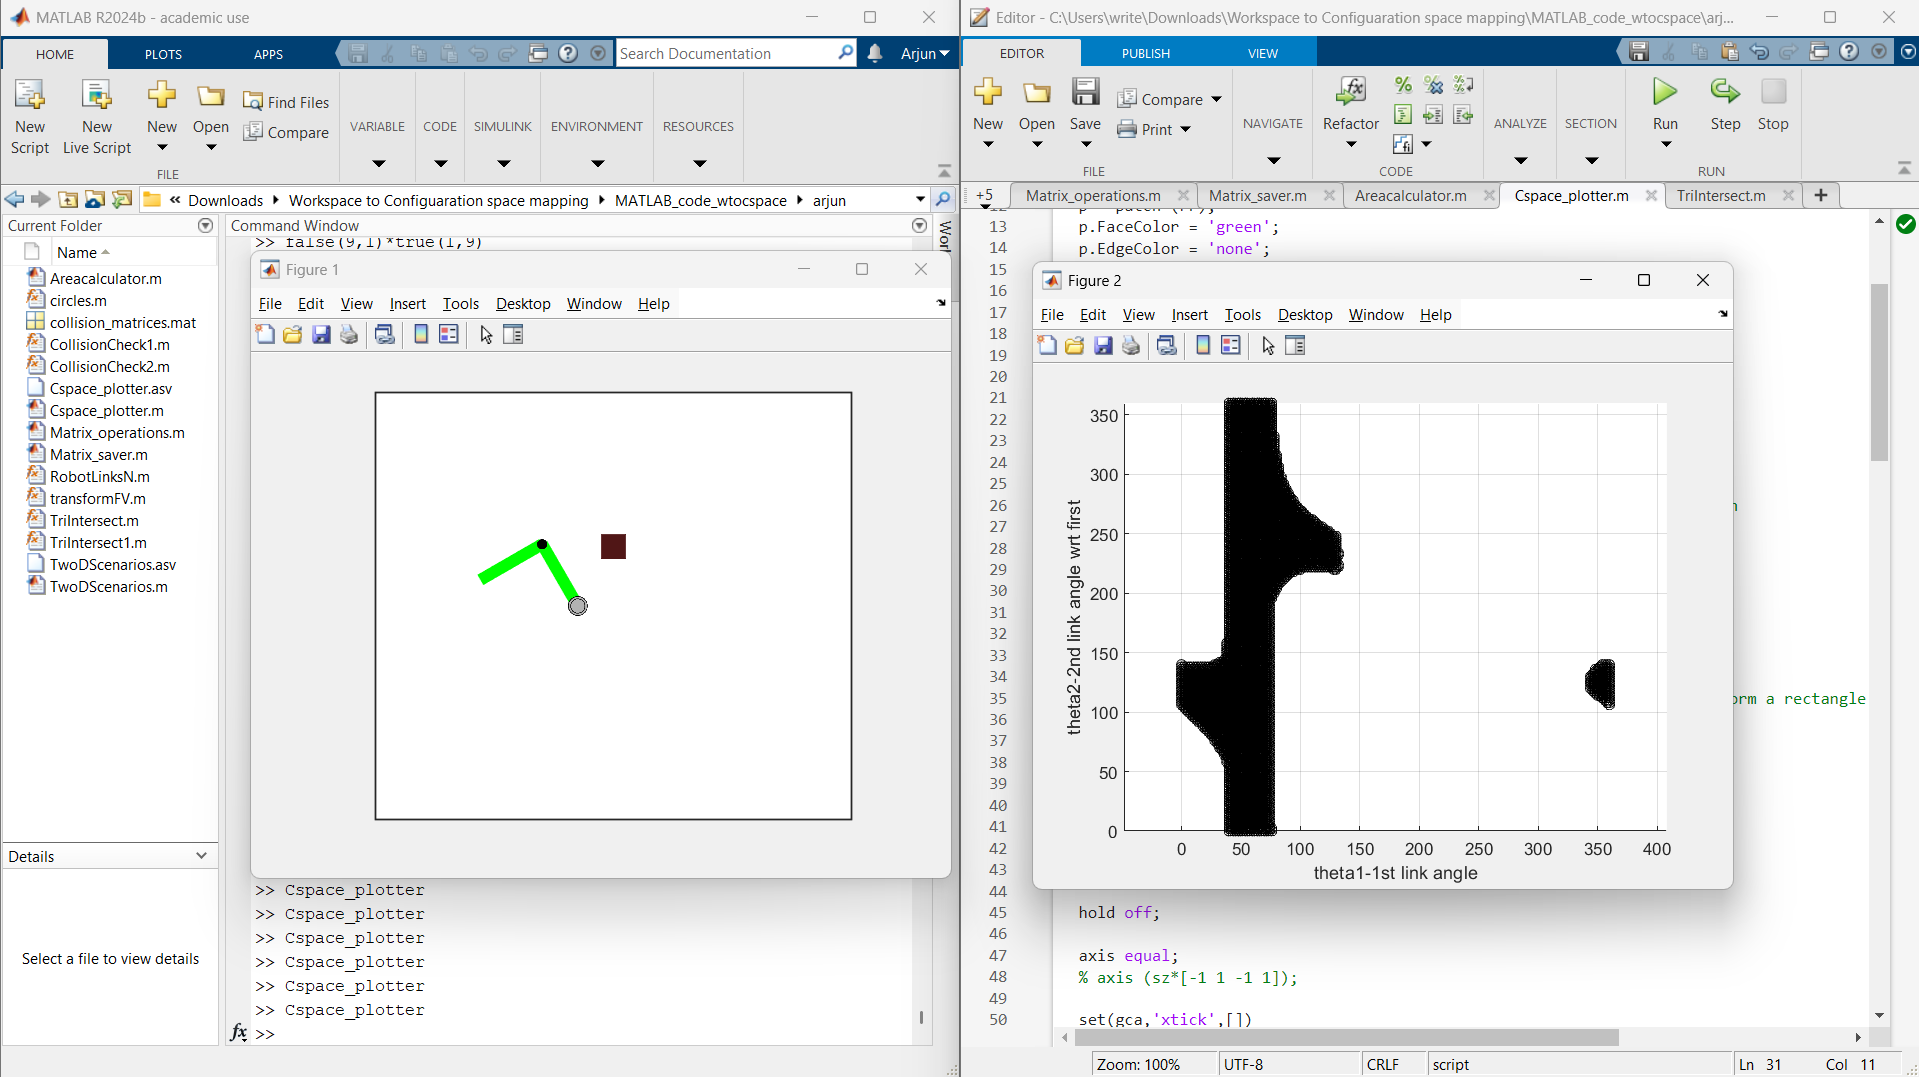 MATLAB R2024b - academic use
HOME
PLOTS
APPS
Search Documentation
Arjun
New Script
New Live Script
New
Open
Find Files
Compare
FILE
VARIABLE
CODE
SIMULINK
ENVIRONMENT
RESOURCES
« Downloads Workspace to Configuaration space mapping MATLAB_code_wtocspace arjun
Current Folder
Name
Areacalculator.m
circles.m
collision_matrices.mat
CollisionCheck1.m
CollisionCheck2.m
Cspace_plotter.asv
Cspace_plotter.m
Matrix_operations.m
Matrix_saver.m
RobotLinksN.m
transformFV.m
TriIntersect.m
TriIntersect1.m
TwoDScenarios.asv
TwoDScenarios.m
Details
Select a file to view details
Command Window
>> false(9,1)*true(1,9)
Figure 1
File Edit View Insert Tools Desktop Window Help
>> Cspace_plotter
>> Cspace_plotter
>> Cspace_plotter
>> Cspace_plotter
>> Cspace_plotter
>> Cspace_plotter
fx >>
Editor - C:\Users\write\Downloads\Workspace to Configuaration space mapping\MATLAB_code_wtocspace\arj...
EDITOR
PUBLISH
VIEW
New
Open
Save
Compare
Print
FILE
NAVIGATE
Refactor
CODE
ANALYZE
SECTION
Run
Step
Stop
RUN
+5
Matrix_operations.m
Matrix_saver.m
Areacalculator.m
Cspace_plotter.m
TriIntersect.m
13 p.FaceColor = 'green';
14 p.EdgeColor = 'none';
15
16
17
18
19
20
21
22
23
24
25
26
27
28
29
30
31
32
33
34
35 orm a rectangle
36
37
38
39
40
41
42
43
44
45 hold off;
46
47 axis equal;
48 % axis (sz*[-1 1 -1 1]);
49
50 set(gca,'xtick',[])
Figure 2
File Edit View Insert Tools Desktop Window Help
theta2-2nd link angle wrt first
350
300
250
200
150
100
50
0
0 50 100 150 200 250 300 350 400
theta1-1st link angle
Zoom: 100%
UTF-8
CRLF
script
Ln 31
Col 11